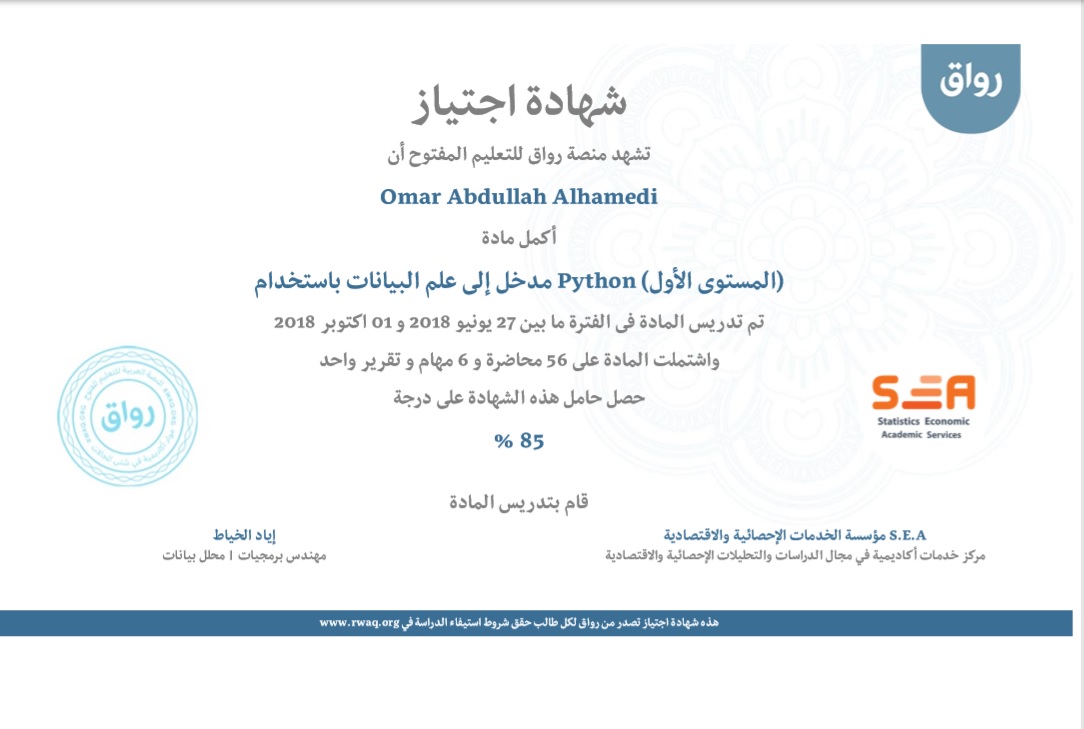 رواق
شهادة اجتياز
تشهد منصة رواق للتعليم المفتوح أن
Omar Abdullah Alhamedi
أكمل مادة
مدخل إلى علم البيانات باستخدام Python (المستوى الأول)
تم تدريس المادة في الفترة ما بين 27 يونيو 2018 و 01 اكتوبر 2018
واشتملت المادة على 56 محاضرة و 6 مهام و تقرير واحد
حصل حامل هذه الشهادة على درجة
85 %
SEA
Statistics Economic
Academic Services
رواق
قام بتدريس المادة
S.E.A مؤسسة الخدمات الإحصائية والاقتصادية
مركز خدمات أكاديمية في مجال الدراسات والتحليلات الإحصائية والاقتصادية
إياد الخياط
مهندس برمجيات | محلل بيانات
هذه شهادة اجتياز تصدر من رواق لكل طالب حقق شروط استيفاء الدراسة في www.rwaq.org